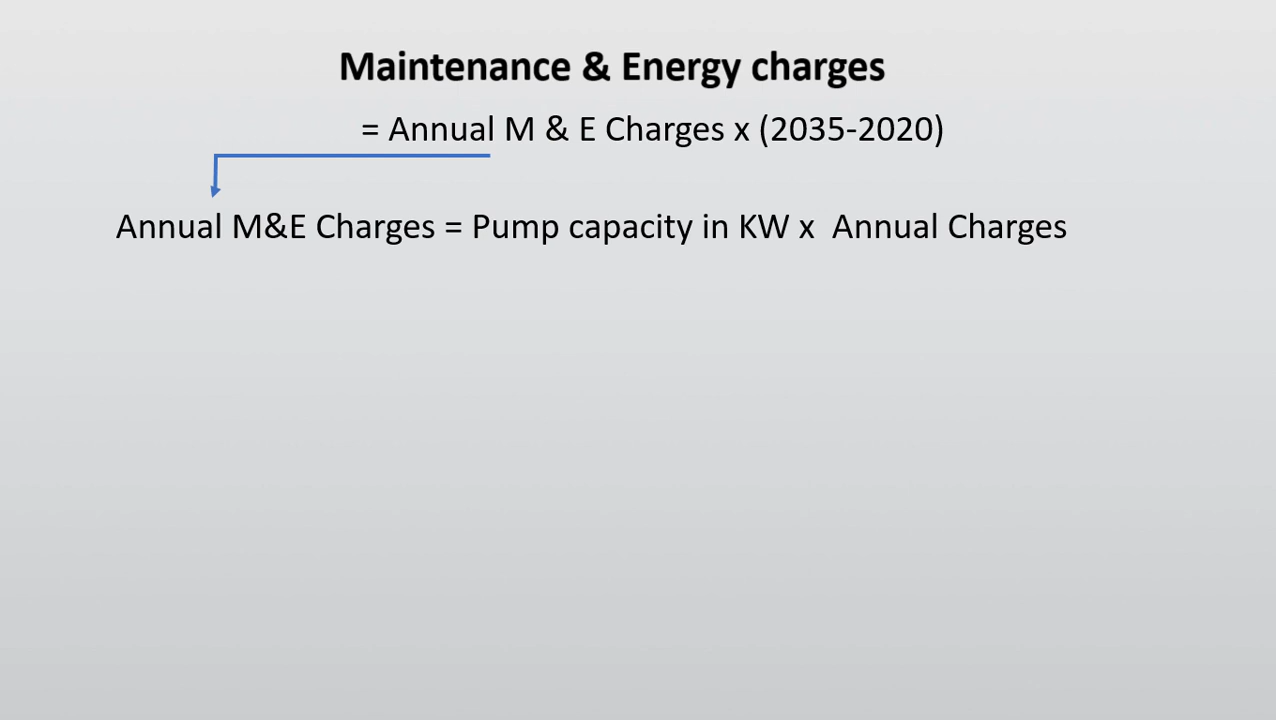 Maintenance & Energy charges
= Annual M & E Charges x (2035-2020)
Annual M&E Charges = Pump capacity in KW x Annual Charges